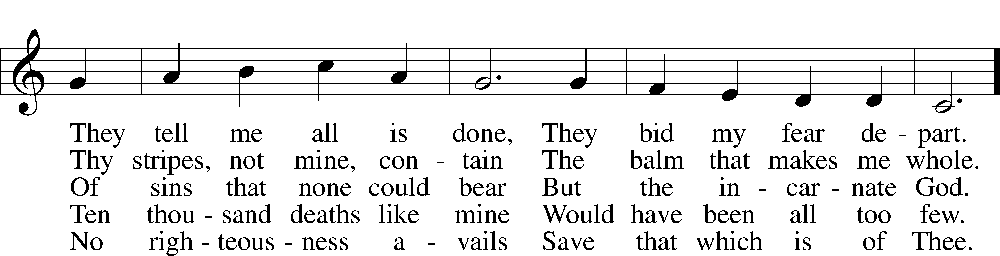 They tell me all is done, They bid my fear de - part.
Thy stripes, not mine, con - tain The balm that makes me whole.
Of sins that none could bear But the in - car - nate God.
Ten thou - sand deaths like mine Would have been all too few.
No righ - teous - ness a - vails Save that which is of Thee.